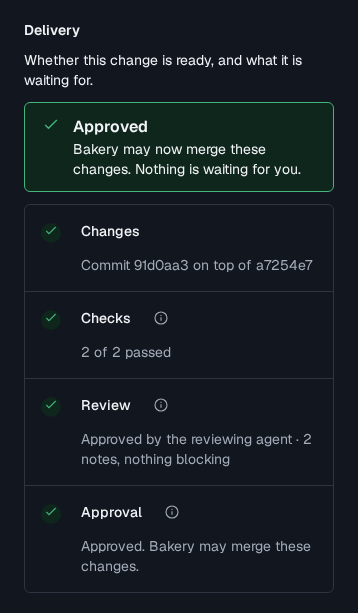 Delivery
Whether this change is ready, and what it is
waiting for.
Approved
Bakery may now merge these
changes. Nothing is waiting for you.
Changes
Commit 91d0aa3 on top of a7254e7
Checks
2 of 2 passed
Review
Approved by the reviewing agent · 2
notes, nothing blocking
Approval
Approved. Bakery may merge these
changes.